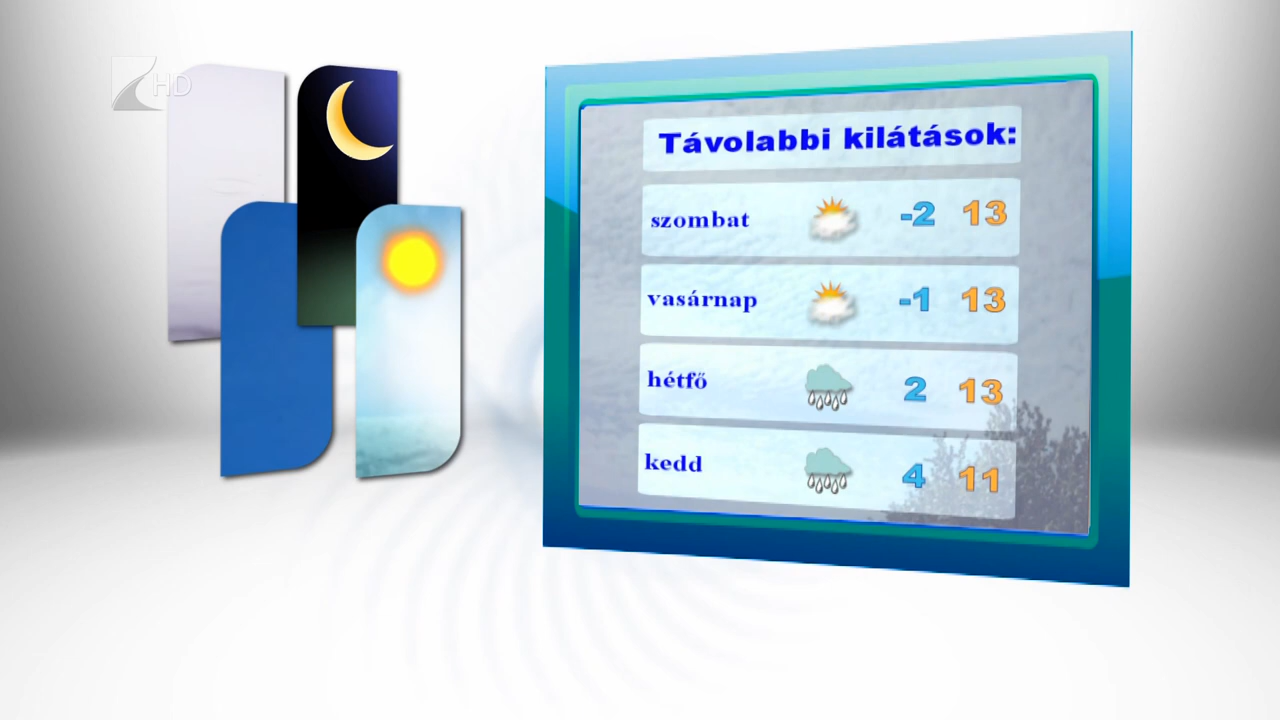 HD
Távolabbi kilátások:
szombat -2 13
vasárnap -1 13
hétfő 2 13
kedd 4 11